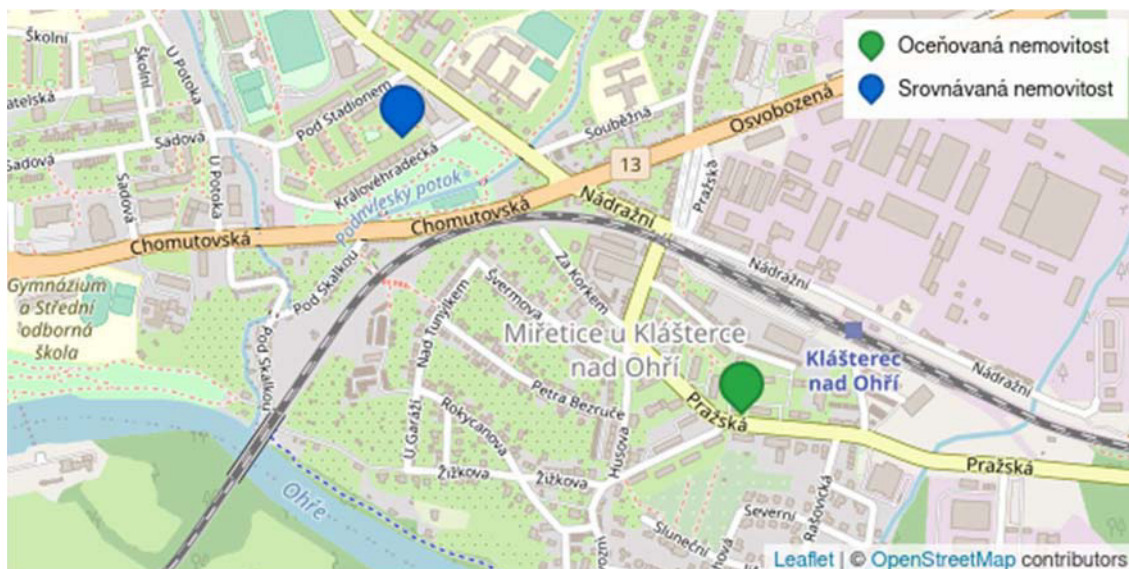 Oceňovaná nemovitost
Srovnávaná nemovitost
Školní
Školní
U Potoka
Sadová
Sadová
Sadová
U Potoka
Pod Stadionem
Královéhradecká
Podmvleský potok
Souběžná
Osvobozená
13
Pražská
Nádražní
Chomutovská
Chomutovská
Gymnázium
a Střední
odborná
škola
Pod Skalkou
Pod Skalkou
Nad Tunýlkem
Švermova
Za Korkem
Nádražní
Miřetice u Klášterce
nad Ohří
Klášterec
nad Ohří
Nádražní
Petra Bezruče
Rokycanova
U Garáží
Žižkova
Žižkova
Husova
Pražská
Pražská
Rašovická
Severní
Sluneční
Ohře
Leaflet | © OpenStreetMap contributors